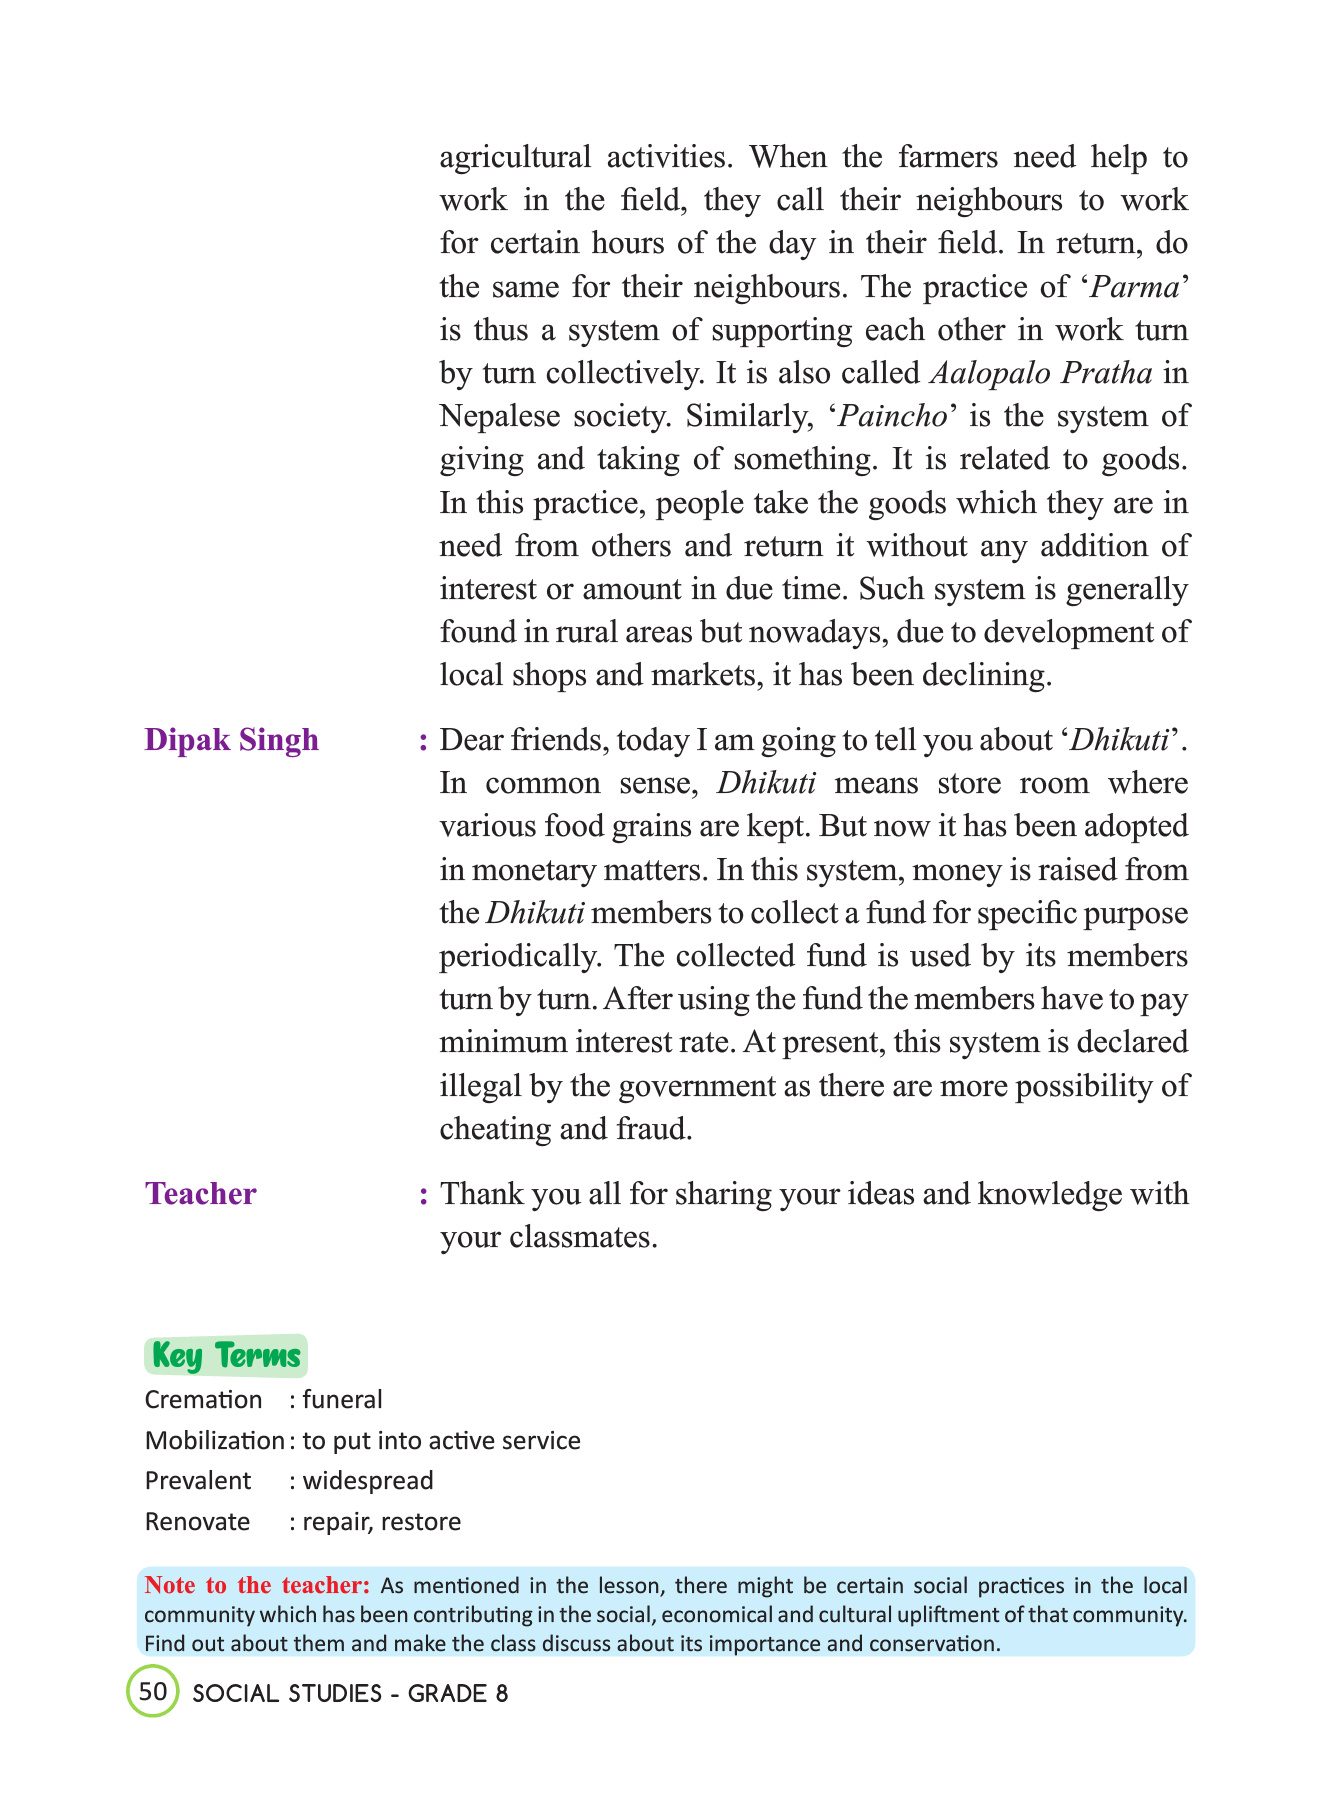 agricultural activities. When the farmers need help to
work in the field, they call their neighbours to work
for certain hours of the day in their field. In return, do
the same for their neighbours. The practice of ‘Parma’
is thus a system of supporting each other in work turn
by turn collectively. It is also called Aalopalo Pratha in
Nepalese society. Similarly, ‘Paincho’ is the system of
giving and taking of something. It is related to goods.
In this practice, people take the goods which they are in
need from others and return it without any addition of
interest or amount in due time. Such system is generally
found in rural areas but nowadays, due to development of
local shops and markets, it has been declining.
Dipak Singh : Dear friends, today I am going to tell you about ‘Dhikuti’.
In common sense, Dhikuti means store room where
various food grains are kept. But now it has been adopted
in monetary matters. In this system, money is raised from
the Dhikuti members to collect a fund for specific purpose
periodically. The collected fund is used by its members
turn by turn. After using the fund the members have to pay
minimum interest rate. At present, this system is declared
illegal by the government as there are more possibility of
cheating and fraud.
Teacher : Thank you all for sharing your ideas and knowledge with
your classmates.
Key Terms
Cremation : funeral
Mobilization : to put into active service
Prevalent : widespread
Renovate : repair, restore
Note to the teacher: As mentioned in the lesson, there might be certain social practices in the local
community which has been contributing in the social, economical and cultural upliftment of that community.
Find out about them and make the class discuss about its importance and conservation.
50 SOCIAL STUDIES - GRADE 8